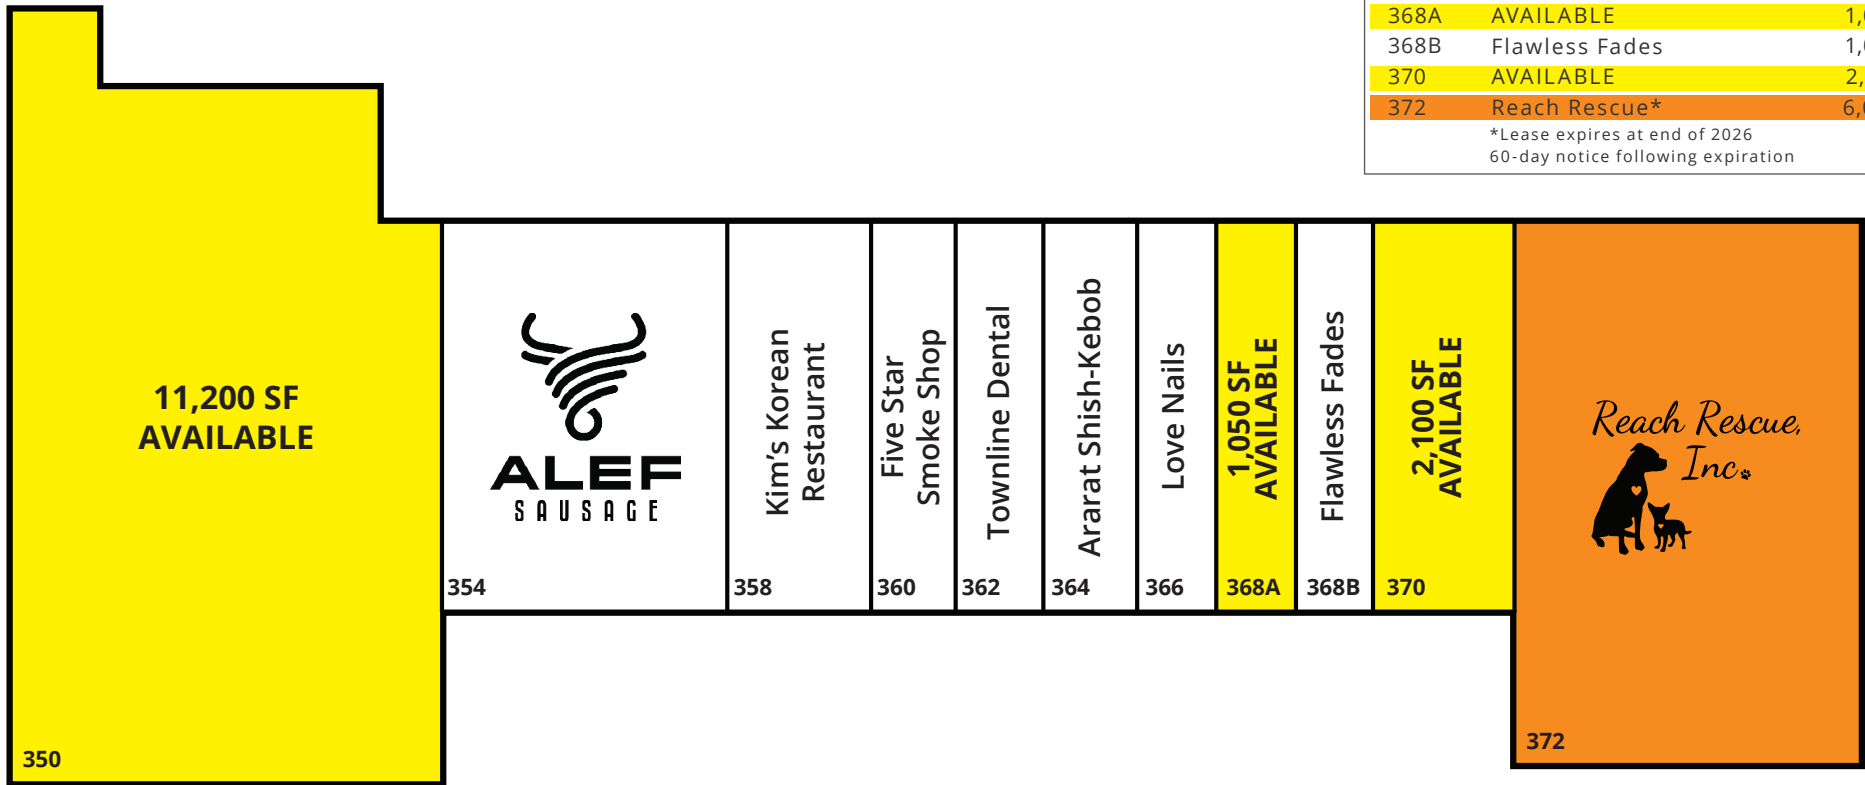 368A AVAILABLE
368B Flawless Fades
370 AVAILABLE
372 Reach Rescue*
*Lease expires at end of 2026
60-day notice following expiration
11,200 SF
AVAILABLE
350
ALEF
SAUSAGE
354
Kim's Korean
Restaurant
358
Five Star
Smoke Shop
360
Townline Dental
362
Ararat Shish-Kebob
364
Love Nails
366
1,050 SF
AVAILABLE
368A
Flawless Fades
368B
2,100 SF
AVAILABLE
370
Reach Rescue,
Inc.
372